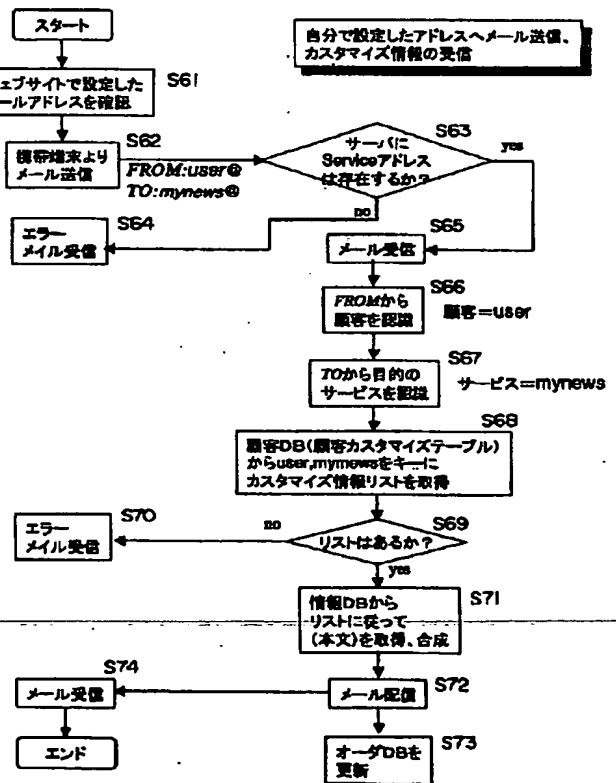 スタート
自分で設定したアドレスへメール送信、
カスタマイズ情報の受信
ェブサイトで設定した
ールアドレスを確認
S61
携帯端末より
メール送信
S62
FROM:user@
TO:mynews@
サーバに
Serviceアドレス
は存在するか?
S63
yes
no
エラー
メイル受信
S64
メール受信
S65
FROMから
顧客を認識
S66
顧客=user
TOから目的の
サービスを認識
S67
サービス=mynews
S68
顧客DB(顧客カスタマイズテーブル)
からuser,mymewsをキーに
カスタマイズ情報リストを取得
エラー
メイル受信
S70
no
リストはあるか?
S69
yes
情報DBから
リストに従って
(本文)を取得、合成
S71
メール受信
S74
メール配信
S72
エンド
オーダDBを
更新
S73